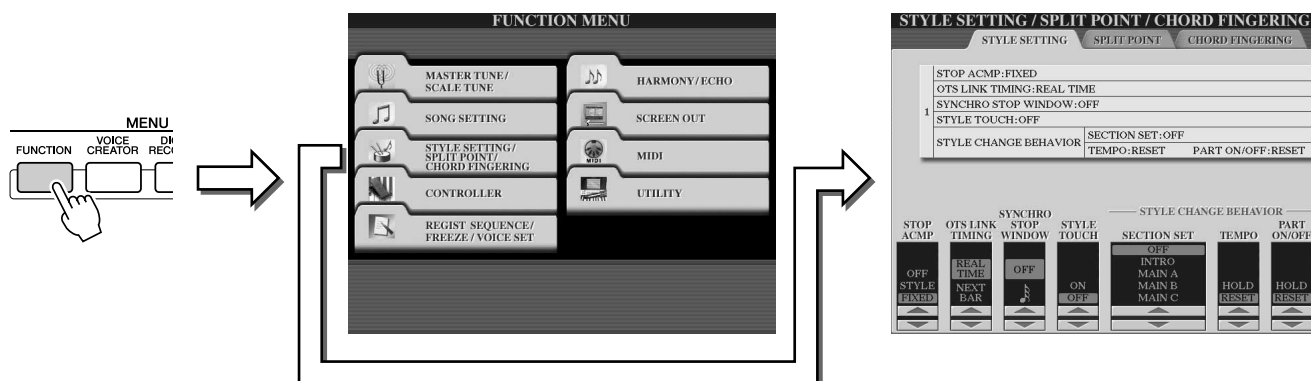 MENU
FUNCTION
VOICE CREATOR
FUNCTION MENU
MASTER TUNE/
SCALE TUNE
SONG SETTING
STYLE SETTING/
SPLIT POINT/
CHORD FINGERING
CONTROLLER
REGIST SEQUENCE/
FREEZE / VOICE SET
HARMONY/ECHO
SCREEN OUT
MIDI
MIDI
UTILITY
STYLE SETTING / SPLIT POINT / CHORD FINGERING
STYLE SETTING SPLIT POINT CHORD FINGERING
1
STOP ACMP:FIXED
OTS LINK TIMING:REAL TIME
SYNCHRO STOP WINDOW:OFF
STYLE TOUCH:OFF
STYLE CHANGE BEHAVIOR
SECTION SET:OFF
TEMPO:RESET PART ON/OFF:RESET
STYLE CHANGE BEHAVIOR
STOP
ACMP
OTS LINK
TIMING
SYNCHRO
STOP
WINDOW
STYLE
TOUCH
SECTION SET
TEMPO
PART
ON/OFF
OFF
STYLE
FIXED
REAL
TIME
NEXT
BAR
OFF
ON
OFF
OFF
INTRO
MAIN A
MAIN B
MAIN C
HOLD
RESET
HOLD
RESET